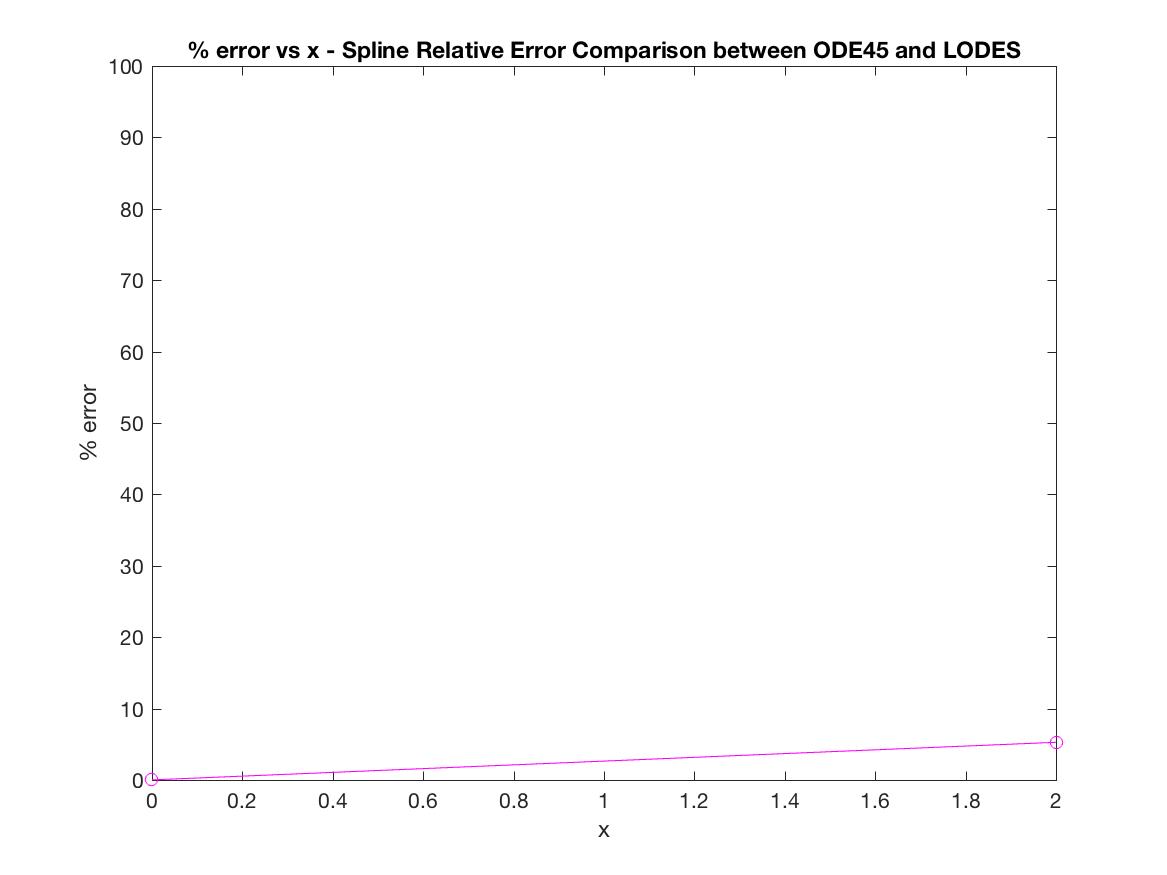 % error vs x - Spline Relative Error Comparison between ODE45 and LODES
100
90
80
70
60
50
40
30
20
10
0
% error
0 0.2 0.4 0.6 0.8 1 1.2 1.4 1.6 1.8 2
x